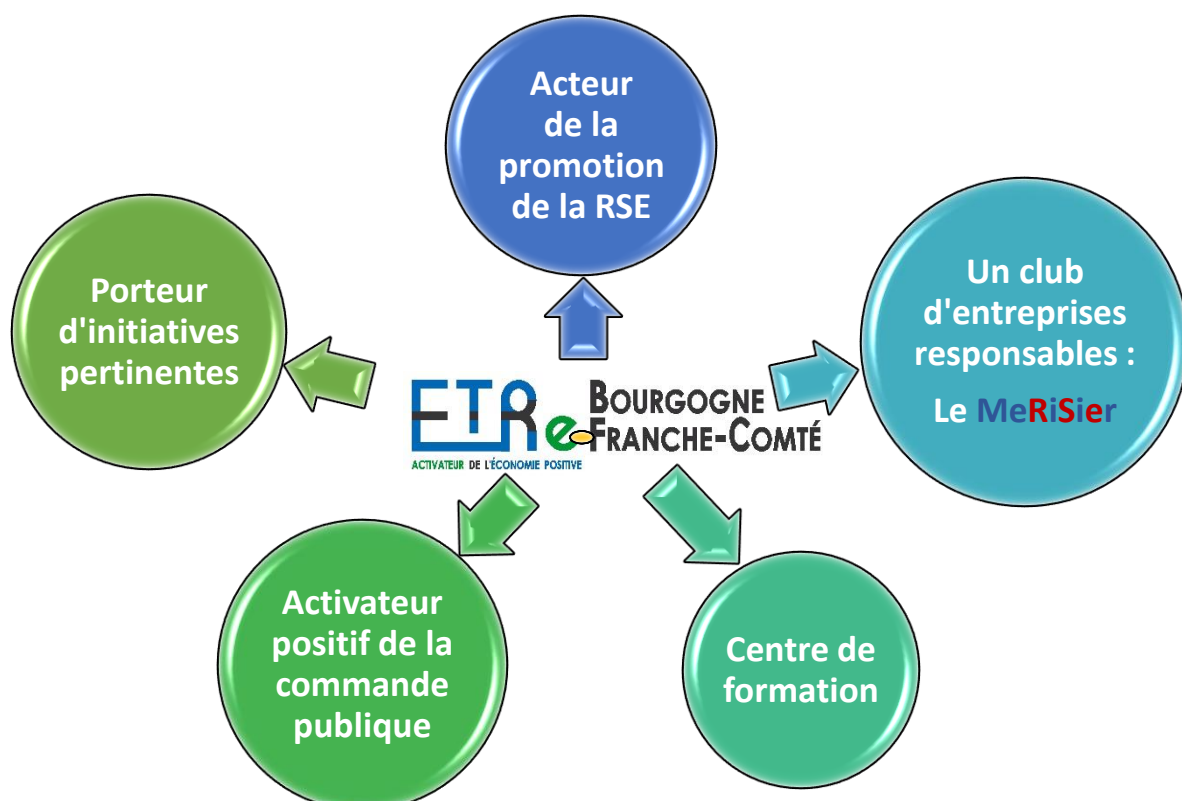 Acteur
de la
promotion
de la RSE
Porteur
d'initiatives
pertinentes
Un club
d'entreprises
responsables :
Le MeRiSier
ETRe
BOURGOGNE
FRANCHE-COMTÉ
ACTIVATEUR DE L'ÉCONOMIE POSITIVE
Activateur
positif de la
commande
publique
Centre de
formation